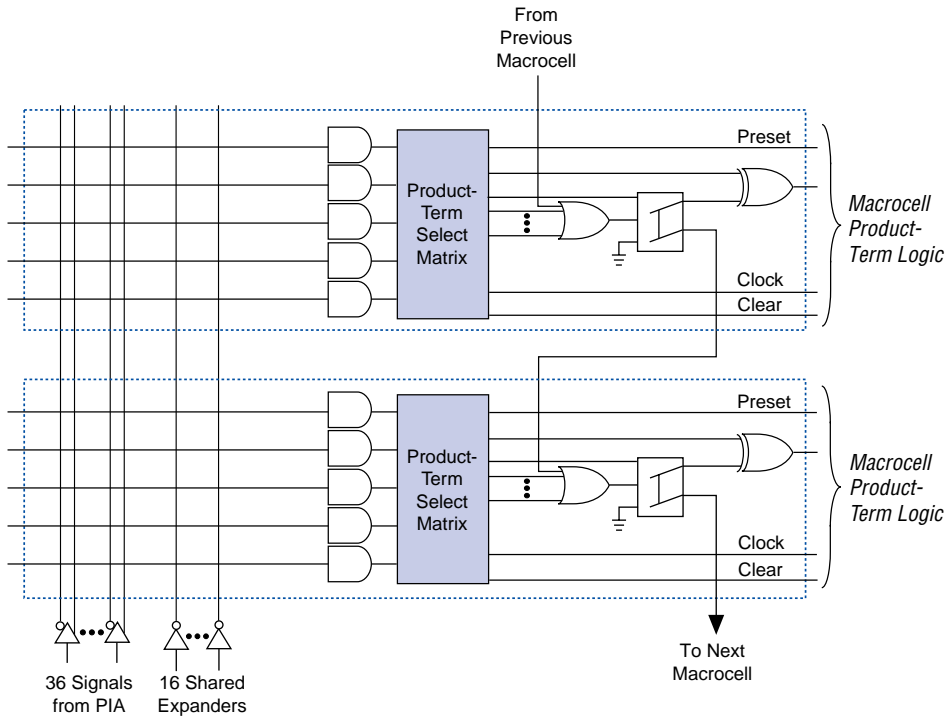 From
Previous
Macrocell
Preset
Product-
Term
Select
Matrix
Macrocell
Product-
Term Logic
Clock
Clear
Preset
Product-
Term
Select
Matrix
Macrocell
Product-
Term Logic
Clock
Clear
To Next
Macrocell
36 Signals
from PIA
16 Shared
Expanders